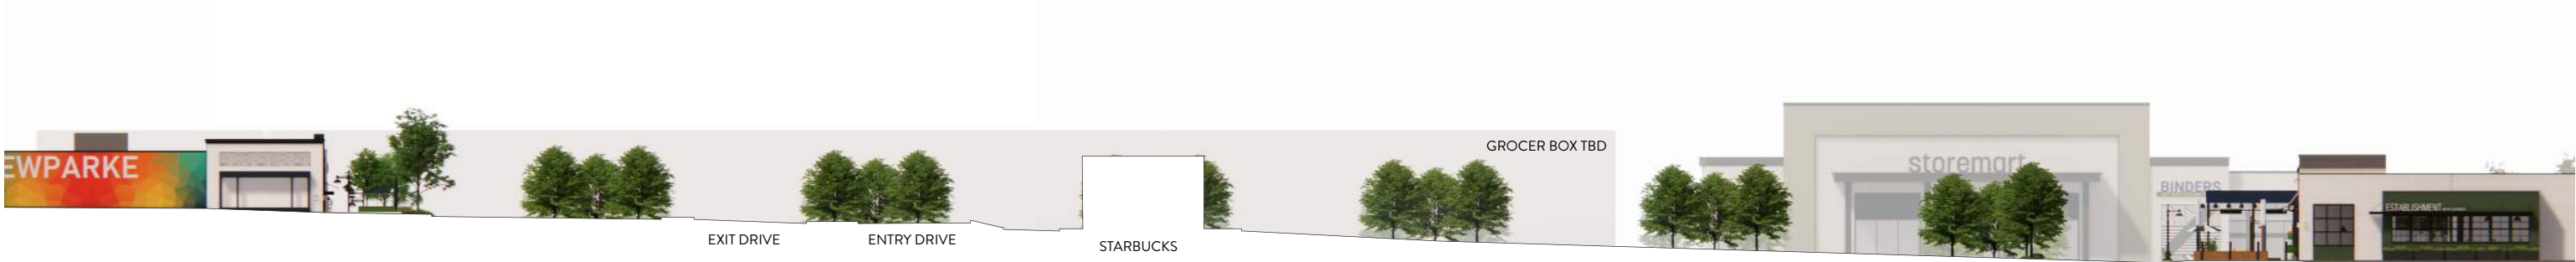 EWPARKE
EXIT DRIVE
ENTRY DRIVE
STARBUCKS
GROCER BOX TBD
storemart
BINDERS
ESTABLISHMENT